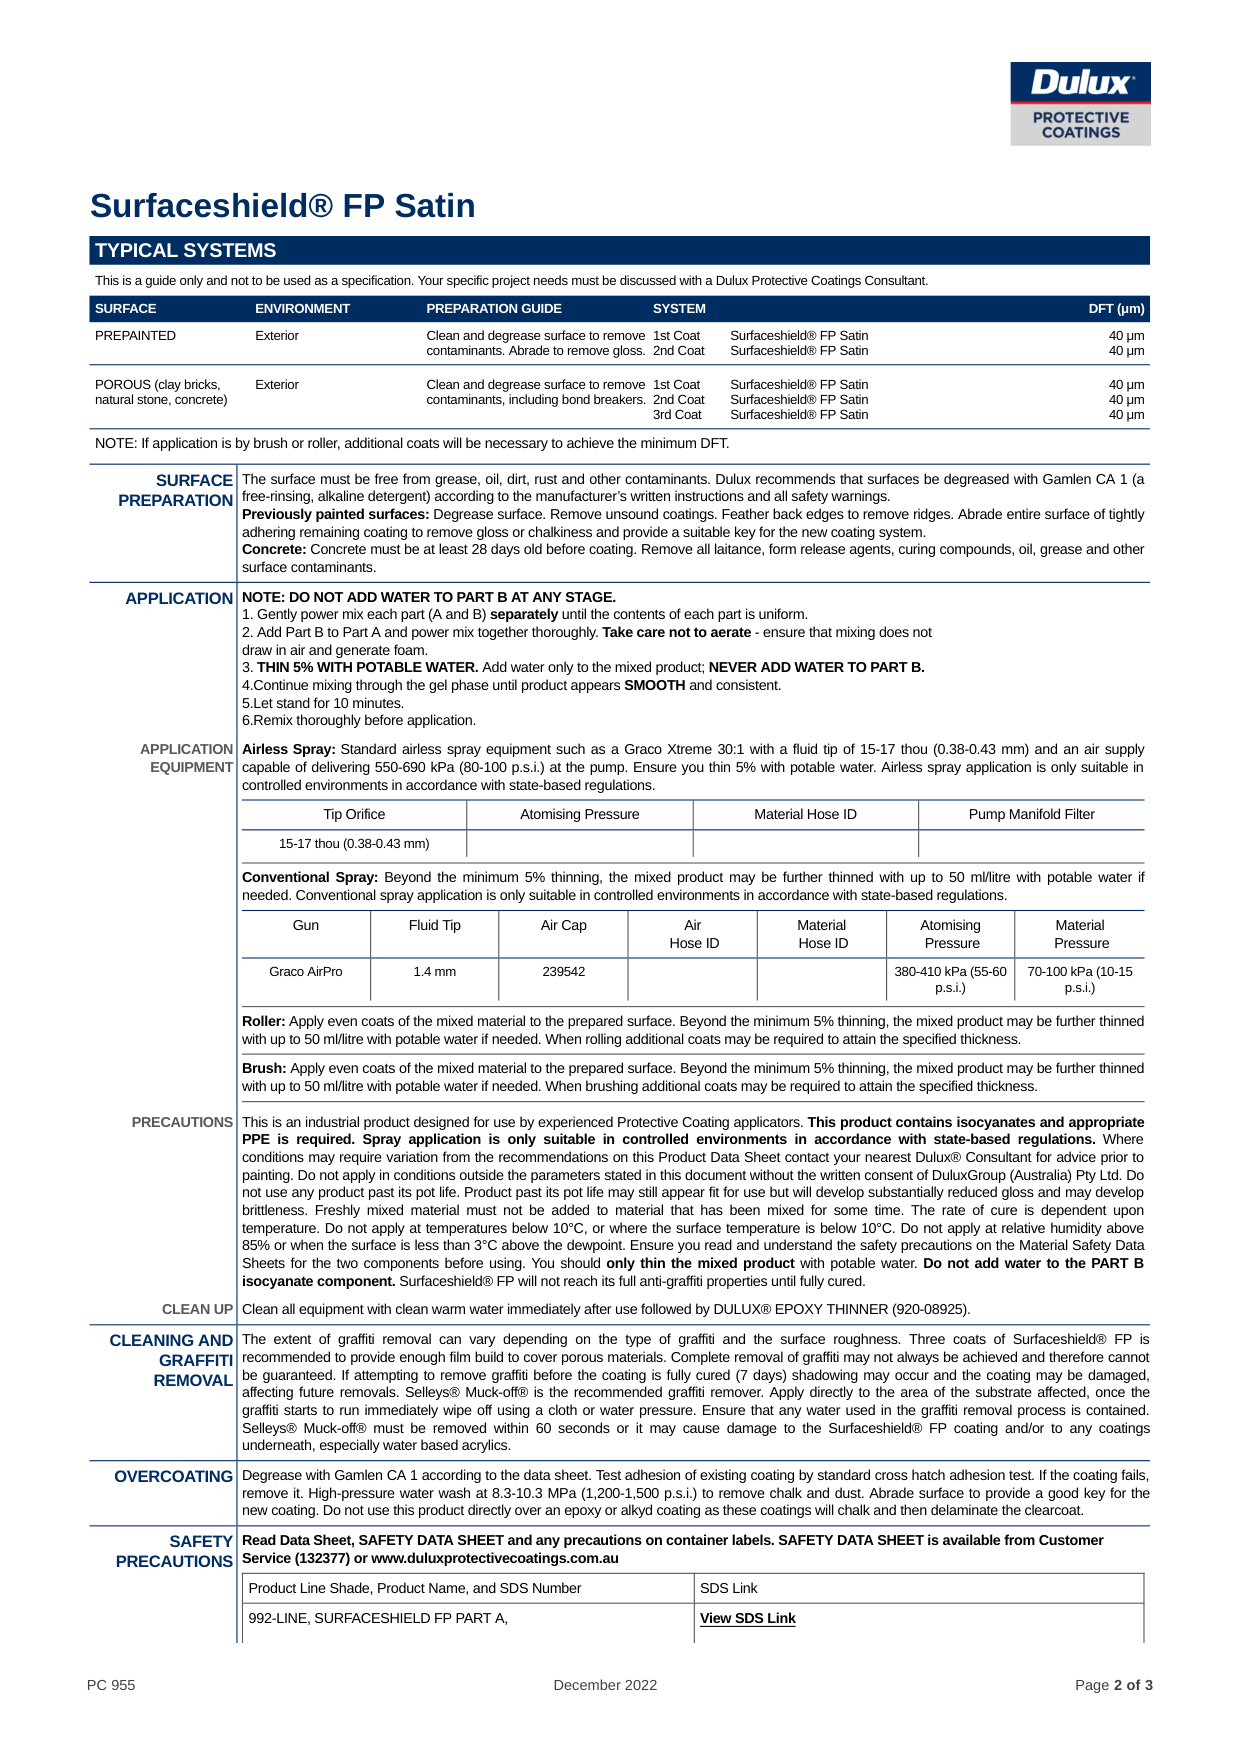 Dulux
PROTECTIVE
COATINGS
Surfaceshield® FP Satin
TYPICAL SYSTEMS
This is a guide only and not to be used as a specification. Your specific project needs must be discussed with a Dulux Protective Coatings Consultant.
SURFACE ENVIRONMENT PREPARATION GUIDE SYSTEM DFT (µm)
PREPAINTED Exterior Clean and degrease surface to remove 1st Coat Surfaceshield® FP Satin 40 µm
contaminants. Abrade to remove gloss. 2nd Coat Surfaceshield® FP Satin 40 µm
POROUS (clay bricks, Exterior Clean and degrease surface to remove 1st Coat Surfaceshield® FP Satin 40 µm
natural stone, concrete) contaminants, including bond breakers. 2nd Coat Surfaceshield® FP Satin 40 µm
3rd Coat Surfaceshield® FP Satin 40 µm
NOTE: If application is by brush or roller, additional coats will be necessary to achieve the minimum DFT.
SURFACE
PREPARATION
The surface must be free from grease, oil, dirt, rust and other contaminants. Dulux recommends that surfaces be degreased with Gamlen CA 1 (a
free-rinsing, alkaline detergent) according to the manufacturer's written instructions and all safety warnings.
Previously painted surfaces: Degrease surface. Remove unsound coatings. Feather back edges to remove ridges. Abrade entire surface of tightly
adhering remaining coating to remove gloss or chalkiness and provide a suitable key for the new coating system.
Concrete: Concrete must be at least 28 days old before coating. Remove all laitance, form release agents, curing compounds, oil, grease and other
surface contaminants.
APPLICATION
NOTE: DO NOT ADD WATER TO PART B AT ANY STAGE.
1. Gently power mix each part (A and B) separately until the contents of each part is uniform.
2. Add Part B to Part A and power mix together thoroughly. Take care not to aerate - ensure that mixing does not
draw in air and generate foam.
3. THIN 5% WITH POTABLE WATER. Add water only to the mixed product; NEVER ADD WATER TO PART B.
4.Continue mixing through the gel phase until product appears SMOOTH and consistent.
5.Let stand for 10 minutes.
6.Remix thoroughly before application.
APPLICATION
EQUIPMENT
Airless Spray: Standard airless spray equipment such as a Graco Xtreme 30:1 with a fluid tip of 15-17 thou (0.38-0.43 mm) and an air supply
capable of delivering 550-690 kPa (80-100 p.s.i.) at the pump. Ensure you thin 5% with potable water. Airless spray application is only suitable in
controlled environments in accordance with state-based regulations.
Tip Orifice Atomising Pressure Material Hose ID Pump Manifold Filter
15-17 thou (0.38-0.43 mm)
Conventional Spray: Beyond the minimum 5% thinning, the mixed product may be further thinned with up to 50 ml/litre with potable water if
needed. Conventional spray application is only suitable in controlled environments in accordance with state-based regulations.
Gun Fluid Tip Air Cap Air Material Atomising Material
Hose ID Hose ID Pressure Pressure
Graco AirPro 1.4 mm 239542 380-410 kPa (55-60 70-100 kPa (10-15
p.s.i.) p.s.i.)
Roller: Apply even coats of the mixed material to the prepared surface. Beyond the minimum 5% thinning, the mixed product may be further thinned
with up to 50 ml/litre with potable water if needed. When rolling additional coats may be required to attain the specified thickness.
Brush: Apply even coats of the mixed material to the prepared surface. Beyond the minimum 5% thinning, the mixed product may be further thinned
with up to 50 ml/litre with potable water if needed. When brushing additional coats may be required to attain the specified thickness.
PRECAUTIONS
This is an industrial product designed for use by experienced Protective Coating applicators. This product contains isocyanates and appropriate
PPE is required. Spray application is only suitable in controlled environments in accordance with state-based regulations. Where
conditions may require variation from the recommendations on this Product Data Sheet contact your nearest Dulux® Consultant for advice prior to
painting. Do not apply in conditions outside the parameters stated in this document without the written consent of DuluxGroup (Australia) Pty Ltd. Do
not use any product past its pot life. Product past its pot life may still appear fit for use but will develop substantially reduced gloss and may develop
brittleness. Freshly mixed material must not be added to material that has been mixed for some time. The rate of cure is dependent upon
temperature. Do not apply at temperatures below 10°C, or where the surface temperature is below 10°C. Do not apply at relative humidity above
85% or when the surface is less than 3°C above the dewpoint. Ensure you read and understand the safety precautions on the Material Safety Data
Sheets for the two components before using. You should only thin the mixed product with potable water. Do not add water to the PART B
isocyanate component. Surfaceshield® FP will not reach its full anti-graffiti properties until fully cured.
CLEAN UP
Clean all equipment with clean warm water immediately after use followed by DULUX® EPOXY THINNER (920-08925).
CLEANING AND
GRAFFITI
REMOVAL
The extent of graffiti removal can vary depending on the type of graffiti and the surface roughness. Three coats of Surfaceshield® FP is
recommended to provide enough film build to cover porous materials. Complete removal of graffiti may not always be achieved and therefore cannot
be guaranteed. If attempting to remove graffiti before the coating is fully cured (7 days) shadowing may occur and the coating may be damaged,
affecting future removals. Selleys® Muck-off® is the recommended graffiti remover. Apply directly to the area of the substrate affected, once the
graffiti starts to run immediately wipe off using a cloth or water pressure. Ensure that any water used in the graffiti removal process is contained.
Selleys® Muck-off® must be removed within 60 seconds or it may cause damage to the Surfaceshield® FP coating and/or to any coatings
underneath, especially water based acrylics.
OVERCOATING
Degrease with Gamlen CA 1 according to the data sheet. Test adhesion of existing coating by standard cross hatch adhesion test. If the coating fails,
remove it. High-pressure water wash at 8.3-10.3 MPa (1,200-1,500 p.s.i.) to remove chalk and dust. Abrade surface to provide a good key for the
new coating. Do not use this product directly over an epoxy or alkyd coating as these coatings will chalk and then delaminate the clearcoat.
SAFETY
PRECAUTIONS
Read Data Sheet, SAFETY DATA SHEET and any precautions on container labels. SAFETY DATA SHEET is available from Customer
Service (132377) or www.duluxprotectivecoatings.com.au
Product Line Shade, Product Name, and SDS Number SDS Link
992-LINE, SURFACESHIELD FP PART A, View SDS Link
PC 955 December 2022 Page 2 of 3